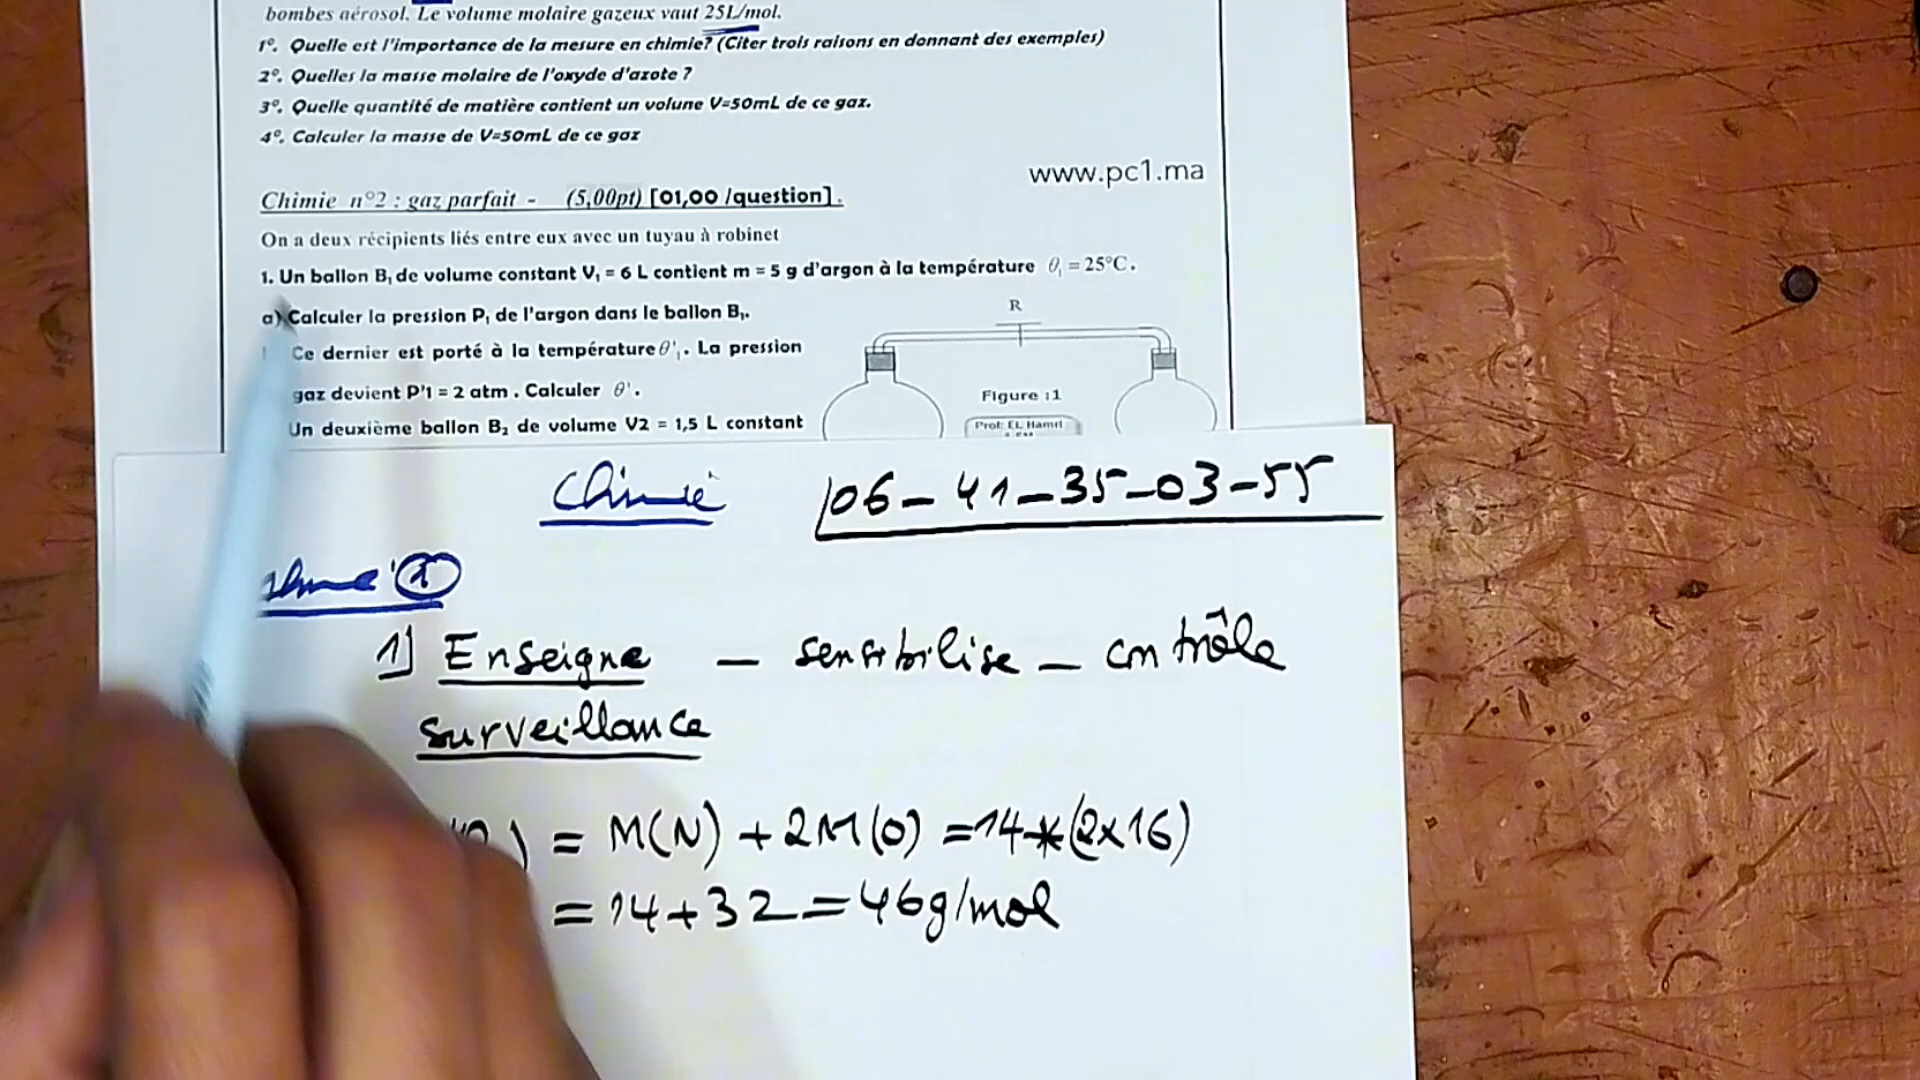 bombes aérosol. Le volume molaire gazeux vaut 25L/mol.
1°. Quelle est l'importance de la mesure en chimie? (Citer trois raisons en donnant des exemples)
2°. Quelles la masse molaire de l'oxyde d'azote ?
3°. Quelle quantité de matière contient un volune V=50mL de ce gaz.
4°. Calculer la masse de V=50mL de ce gaz
www.pc1.ma
Chimie n°2 : gaz parfait - (5,00pt) [01,00 /question].
On a deux récipients liés entre eux avec un tuyau à robinet
1. Un ballon B₁ de volume constant V₁ = 6 L contient m = 5 g d'argon à la température θ₁ = 25°C.
a) Calculer la pression P₁ de l'argon dans le ballon B₁.
R
Ce dernier est porté à la température θ'₁. La pression
gaz devient P'1 = 2 atm. Calculer θ'.
Figure :1
Un deuxième ballon B₂ de volume V2 = 1,5 L constant
Prof: EL Hamri
Chimie 06-41-35-03-55
1
1] Enseigne - sensibilise - contrôle
surveillance
) = M(N) + 2M(O) = 14+(2x16)
= 14+32 = 46g/mol